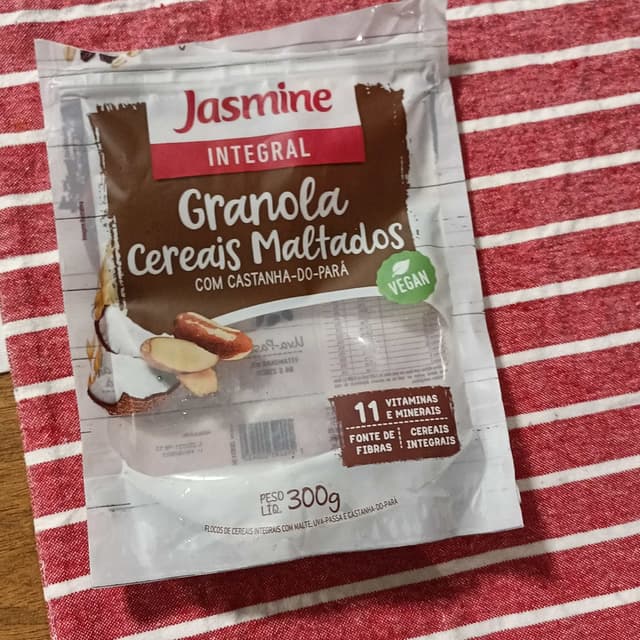 Jasmine
INTEGRAL
Granola
Cereais Maltados
COM CASTANHA-DO-PARÁ
VEGAN
11 VITAMINAS
E MINERAIS
FONTE DE
FIBRAS
CEREAIS
INTEGRAIS
PESO
LÍQ. 300g
FLOCOS DE CEREAIS INTEGRAIS COM MALTE, UVA-PASSA E CASTANHA-DO-PARÁ